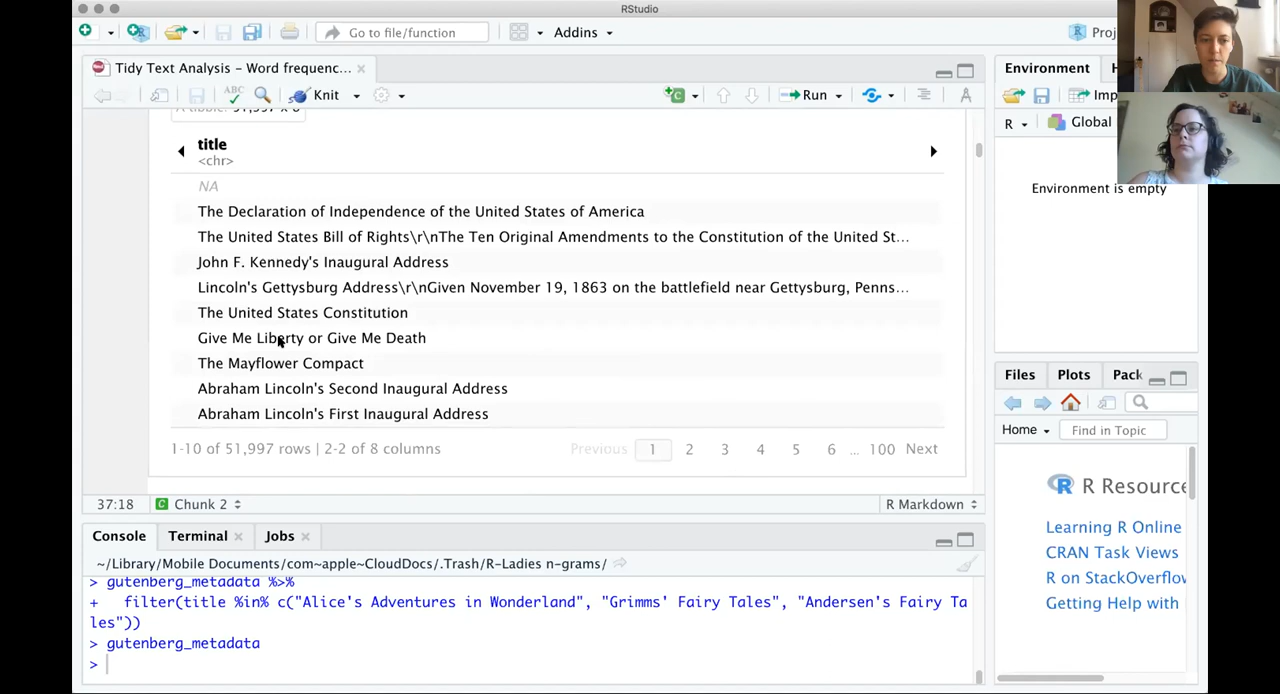 RStudio
Go to file/function
Addins
Proj
Tidy Text Analysis – Word frequenc...
ABC
Knit
Run
title
<chr>
NA
The Declaration of Independence of the United States of America
The United States Bill of Rights\r\nThe Ten Original Amendments to the Constitution of the United St...
John F. Kennedy's Inaugural Address
Lincoln's Gettysburg Address\r\nGiven November 19, 1863 on the battlefield near Gettysburg, Penns...
The United States Constitution
Give Me Liberty or Give Me Death
The Mayflower Compact
Abraham Lincoln's Second Inaugural Address
Abraham Lincoln's First Inaugural Address
1-10 of 51,997 rows | 2-2 of 8 columns
Previous 1 2 3 4 5 6 ... 100 Next
37:18 C Chunk 2
R Markdown
Console Terminal Jobs
~/Library/Mobile Documents/com~apple~CloudDocs/.Trash/R-Ladies n-grams/
> gutenberg_metadata %>%
+ filter(title %in% c("Alice's Adventures in Wonderland", "Grimms' Fairy Tales", "Andersen's Fairy Ta
les"))
> gutenberg_metadata
>
Environment H
Imp
R Global
Environment is empty
Files Plots Pack
Home Find in Topic
R Resource
Learning R Online
CRAN Task Views
R on StackOverflow
Getting Help with